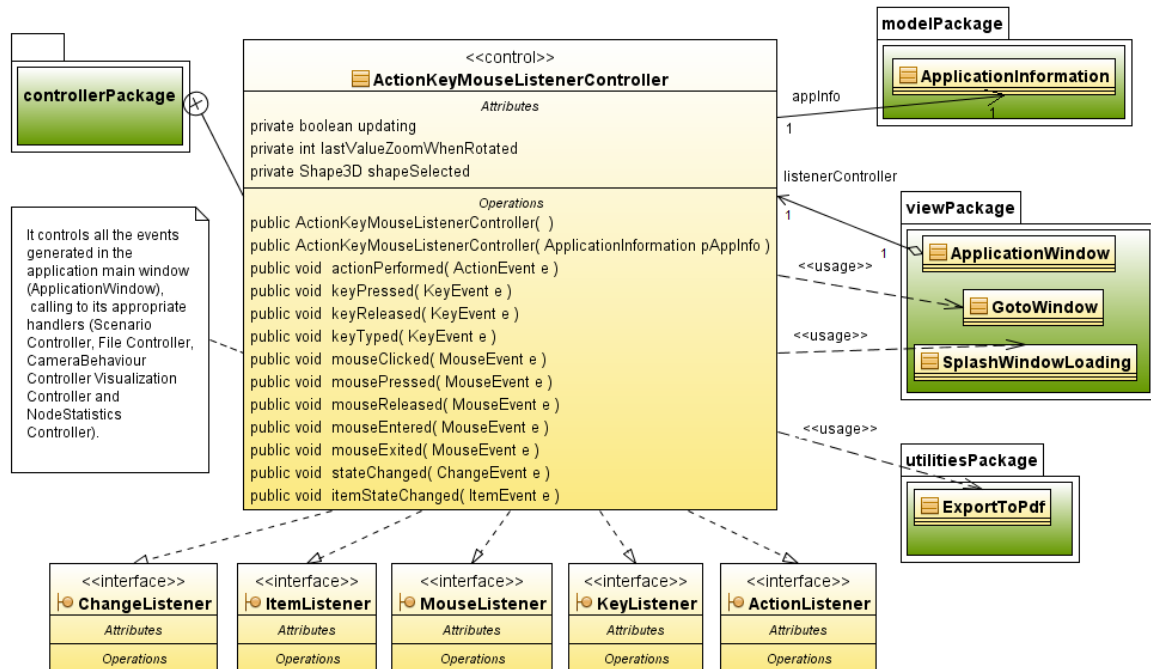 controllerPackage
It controls all the events
generated in the
application main window
(ApplicationWindow),
calling to its appropriate
handlers (Scenario
Controller, File Controller,
CameraBehaviour
Controller Visualization
Controller and
NodeStatistics
Controller).
<<control>>
ActionKeyMouseListenerController
Attributes
private boolean updating
private int lastValueZoomWhenRotated
private Shape3D shapeSelected
Operations
public ActionKeyMouseListenerController( )
public ActionKeyMouseListenerController( ApplicationInformation pAppInfo )
public void actionPerformed( ActionEvent e )
public void keyPressed( KeyEvent e )
public void keyReleased( KeyEvent e )
public void keyTyped( KeyEvent e )
public void mouseClicked( MouseEvent e )
public void mousePressed( MouseEvent e )
public void mouseReleased( MouseEvent e )
public void mouseEntered( MouseEvent e )
public void mouseExited( MouseEvent e )
public void stateChanged( ChangeEvent e )
public void itemStateChanged( ItemEvent e )
appInfo
1
1
modelPackage
ApplicationInformation
listenerController
1
1
viewPackage
ApplicationWindow
<<usage>>
GotoWindow
<<usage>>
SplashWindowLoading
<<usage>>
utilitiesPackage
ExportToPdf
<<interface>>
ChangeListener
Attributes
Operations
<<interface>>
ItemListener
Attributes
Operations
<<interface>>
MouseListener
Attributes
Operations
<<interface>>
KeyListener
Attributes
Operations
<<interface>>
ActionListener
Attributes
Operations